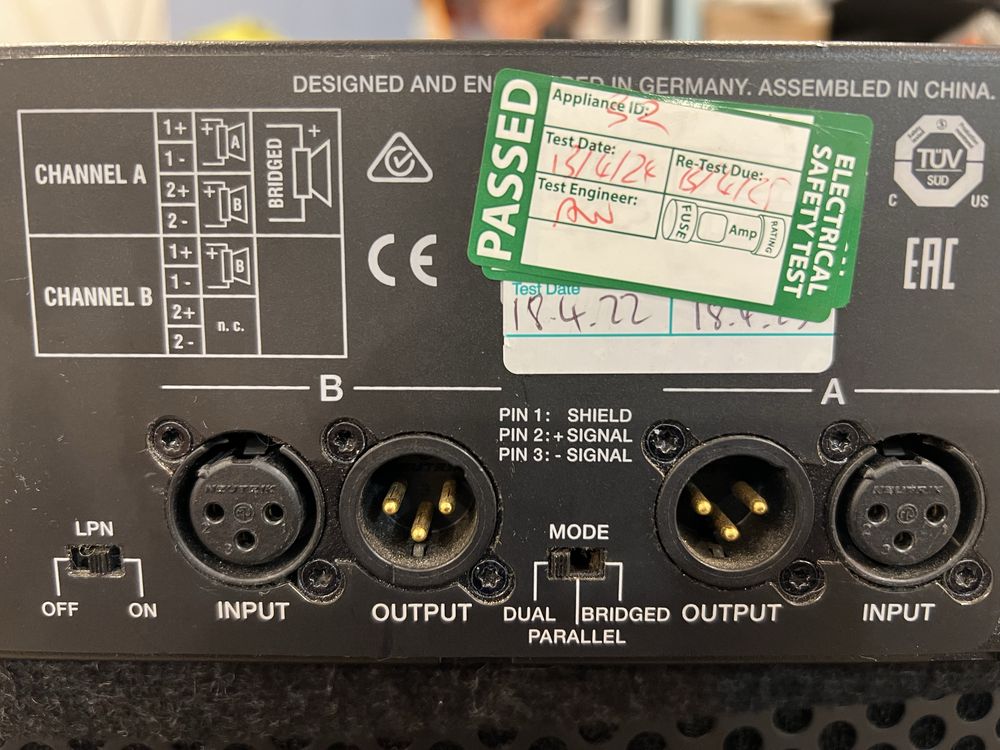 DESIGNED AND EN IN GERMANY. ASSEMBLED IN CHINA.
CHANNEL A
1+
1-
2+
2-
A
B
+
BRIDGED
CHANNEL B
1+
1-
2+
2-
B
n. c.
CE
PASSED
Appliance ID: 32
Test Date:
Re-Test Due:
Test Engineer:
AW
FUSE
Amp
RATING
ELECTRICAL
SAFETY TEST
Test Date
18.4.22
TÜV
SÜD
C US
EAC
B
A
PIN 1: SHIELD
PIN 2: + SIGNAL
PIN 3: - SIGNAL
NEUTRIK
NEUTRIK
LPN
OFF
ON
INPUT
OUTPUT
MODE
DUAL
BRIDGED
PARALLEL
OUTPUT
INPUT